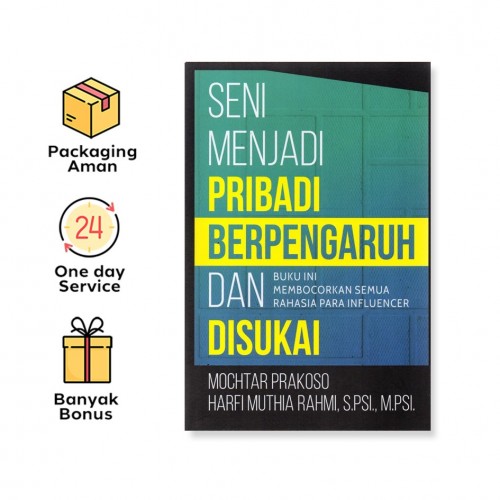 Packaging
Aman
24
One day
Service
Banyak
Bonus
SENI
MENJADI
PRIBADI
BERPENGARUH
DAN
BUKU INI
MEMBOCORKAN SEMUA
RAHASIA PARA INFLUENCER
DISUKAI
MOCHTAR PRAKOSO
HARFI MUTHIA RAHMI, S.PSI., M.PSI.